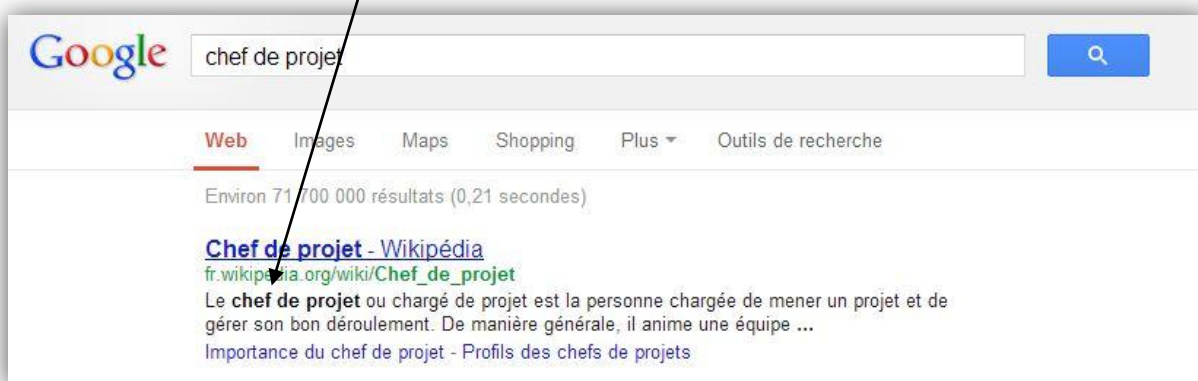 Google chef de projet
Web Images Maps Shopping Plus Outils de recherche
Environ 71 700 000 résultats (0,21 secondes)
Chef de projet - Wikipédia
fr.wikipedia.org/wiki/Chef_de_projet
Le chef de projet ou chargé de projet est la personne chargée de mener un projet et de
gérer son bon déroulement. De manière générale, il anime une équipe ...
Importance du chef de projet - Profils des chefs de projets